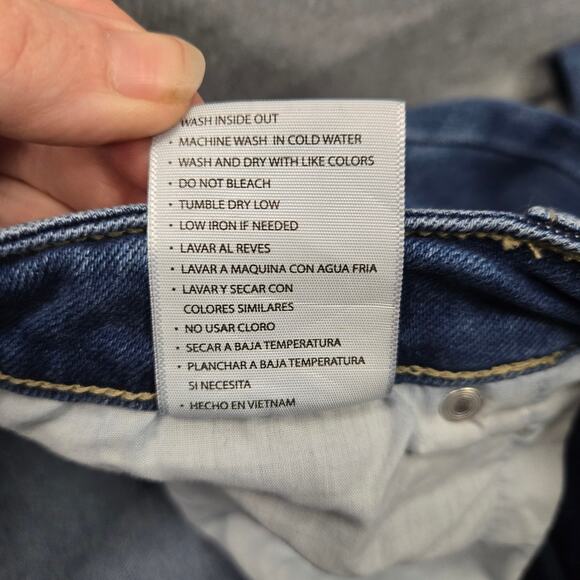 WASH INSIDE OUT
• MACHINE WASH IN COLD WATER
• WASH AND DRY WITH LIKE COLORS
• DO NOT BLEACH
• TUMBLE DRY LOW
• LOW IRON IF NEEDED
• LAVAR AL REVES
• LAVAR A MAQUINA CON AGUA FRIA
• LAVAR Y SECAR CON
COLORES SIMILARES
• NO USAR CLORO
• SECAR A BAJA TEMPERATURA
• PLANCHAR A BAJA TEMPERATURA
SI NECESITA
• HECHO EN VIETNAM